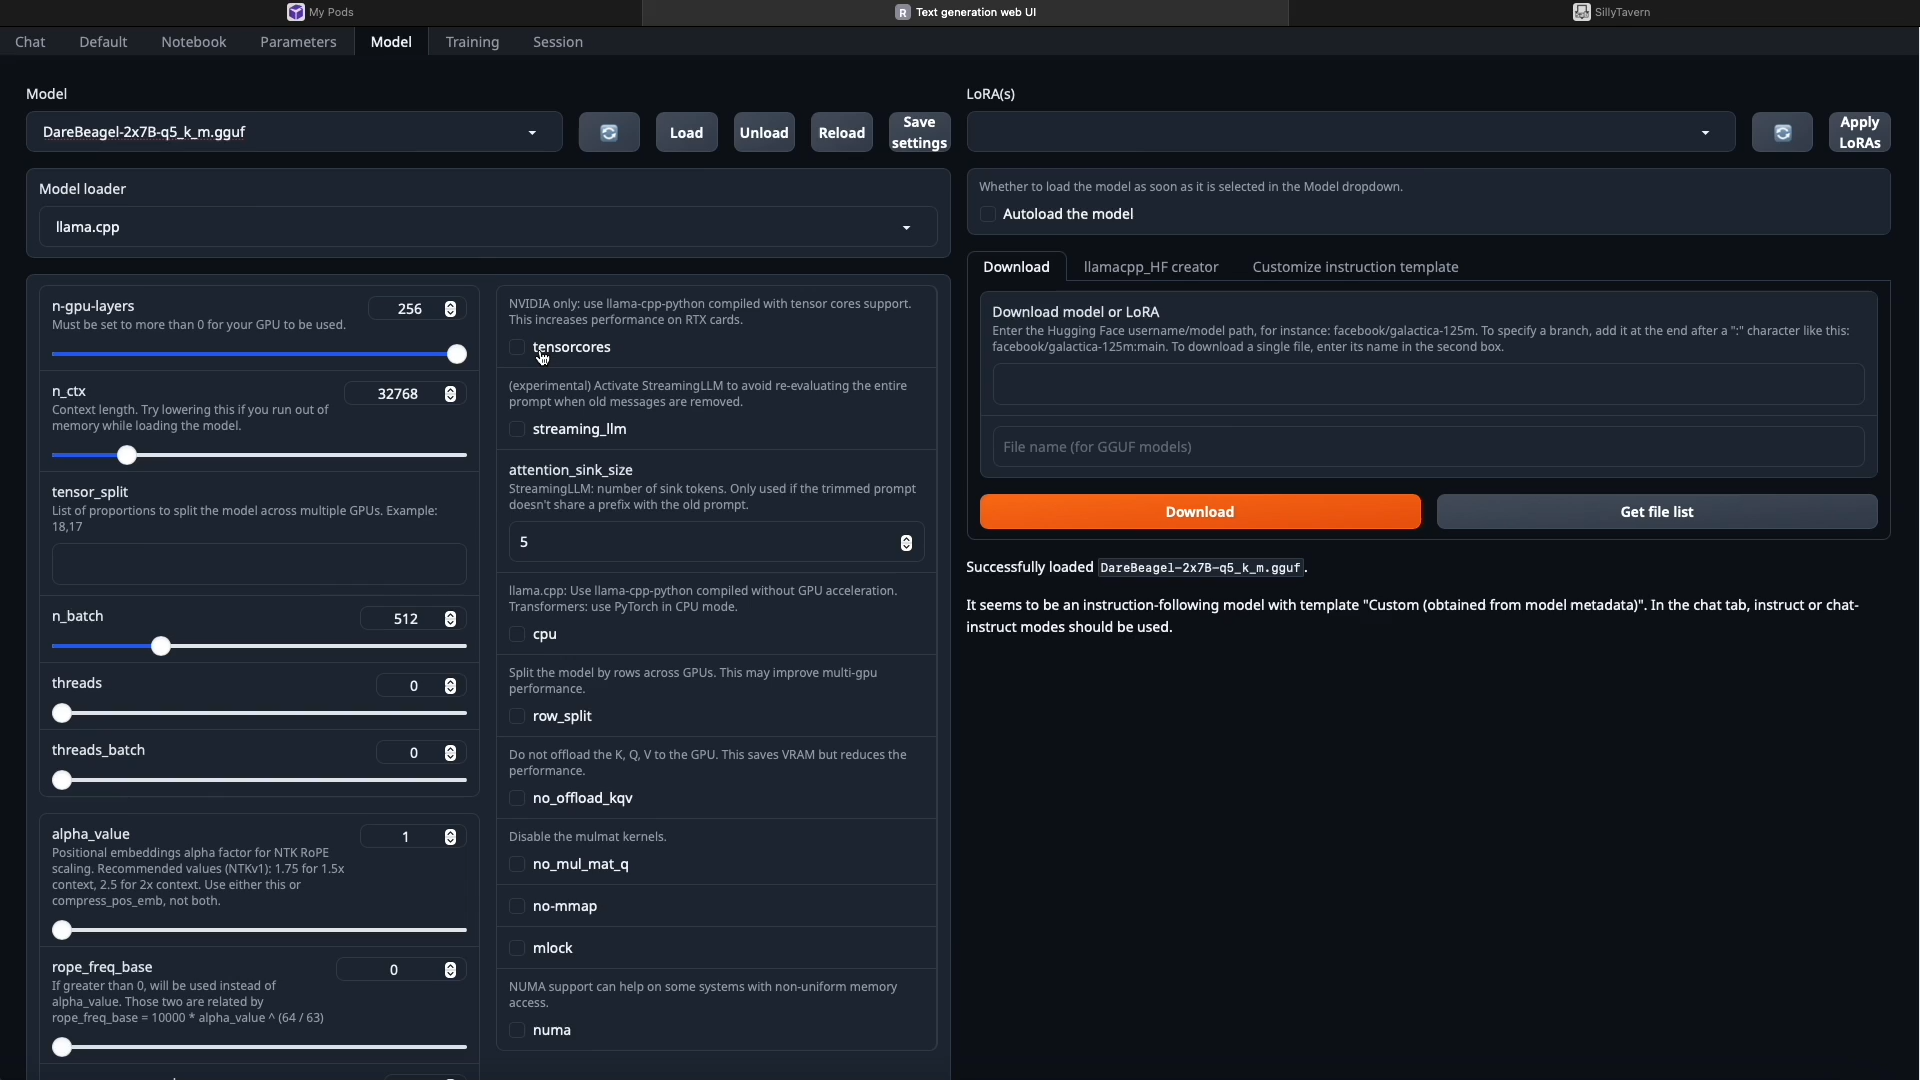 My Pods
R Text generation web UI
SillyTavern
Chat
Default
Notebook
Parameters
Model
Training
Session
Model
DareBeagel-2x7B-q5_k_m.gguf
Load
Unload
Reload
Save
settings
Model loader
llama.cpp
n-gpu-layers
256
Must be set to more than 0 for your GPU to be used.
n_ctx
32768
Context length. Try lowering this if you run out of
memory while loading the model.
tensor_split
List of proportions to split the model across multiple GPUs. Example:
18,17
n_batch
512
threads
0
threads_batch
0
alpha_value
1
Positional embeddings alpha factor for NTK RoPE
scaling. Recommended values (NTKv1): 1.75 for 1.5x
context, 2.5 for 2x context. Use either this or
compress_pos_emb, not both.
rope_freq_base
0
If greater than 0, will be used instead of
alpha_value. Those two are related by
rope_freq_base = 10000 * alpha_value ^ (64 / 63)
NVIDIA only: use llama-cpp-python compiled with tensor cores support.
This increases performance on RTX cards.
tensorcores
(experimental) Activate StreamingLLM to avoid re-evaluating the entire
prompt when old messages are removed.
streaming_llm
attention_sink_size
StreamingLLM: number of sink tokens. Only used if the trimmed prompt
doesn't share a prefix with the old prompt.
5
llama.cpp: Use llama-cpp-python compiled without GPU acceleration.
Transformers: use PyTorch in CPU mode.
cpu
Split the model by rows across GPUs. This may improve multi-gpu
performance.
row_split
Do not offload the K, Q, V to the GPU. This saves VRAM but reduces the
performance.
no_offload_kqv
Disable the mulmat kernels.
no_mul_mat_q
no-mmap
mlock
NUMA support can help on some systems with non-uniform memory
access.
numa
LoRA(s)
Apply
LoRAs
Whether to load the model as soon as it is selected in the Model dropdown.
Autoload the model
Download
llamacpp_HF creator
Customize instruction template
Download model or LoRA
Enter the Hugging Face username/model path, for instance: facebook/galactica-125m. To specify a branch, add it at the end after a ":" character like this:
facebook/galactica-125m:main. To download a single file, enter its name in the second box.
File name (for GGUF models)
Download
Get file list
Successfully loaded DareBeagel-2x7B-q5_k_m.gguf.
It seems to be an instruction-following model with template "Custom (obtained from model metadata)". In the chat tab, instruct or chat-
instruct modes should be used.